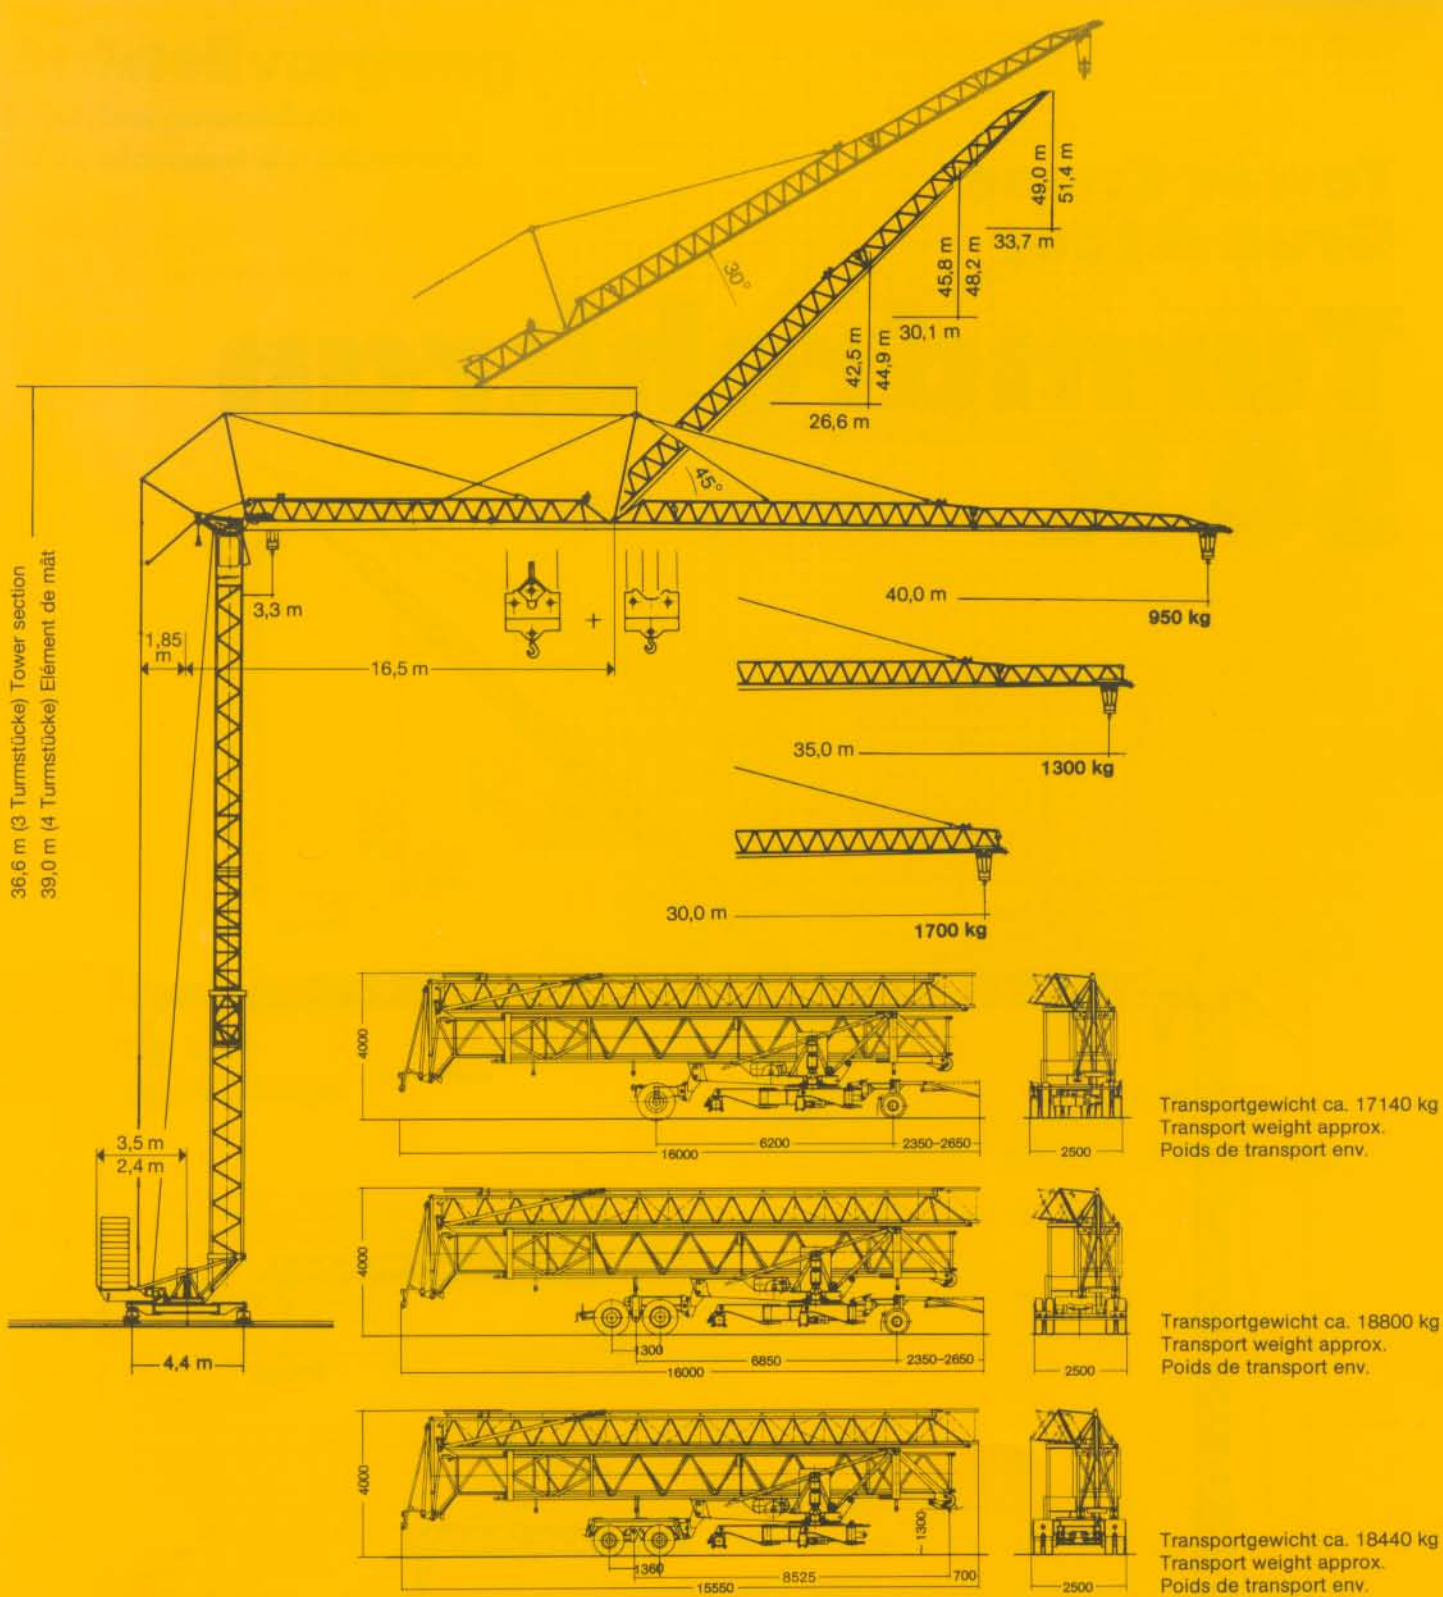 30°
49,0 m
51,4 m
33,7 m
45,8 m
48,2 m
30,1 m
42,5 m
44,9 m
26,6 m
45°
36,6 m (3 Turmstücke) Tower section
39,0 m (4 Turmstücke) Elément de mât
3,3 m
1,85
m
16,5 m
+
40,0 m
950 kg
35,0 m
1300 kg
30,0 m
1700 kg
3,5 m
2,4 m
4,4 m
4000
6200
2350-2650
16000
2500
Transportgewicht ca. 17140 kg
Transport weight approx.
Poids de transport env.
4000
1300
6850
2350-2650
16000
2500
Transportgewicht ca. 18800 kg
Transport weight approx.
Poids de transport env.
4000
~ 1300
1360
8525
700
15550
2500
Transportgewicht ca. 18440 kg
Transport weight approx.
Poids de transport env.